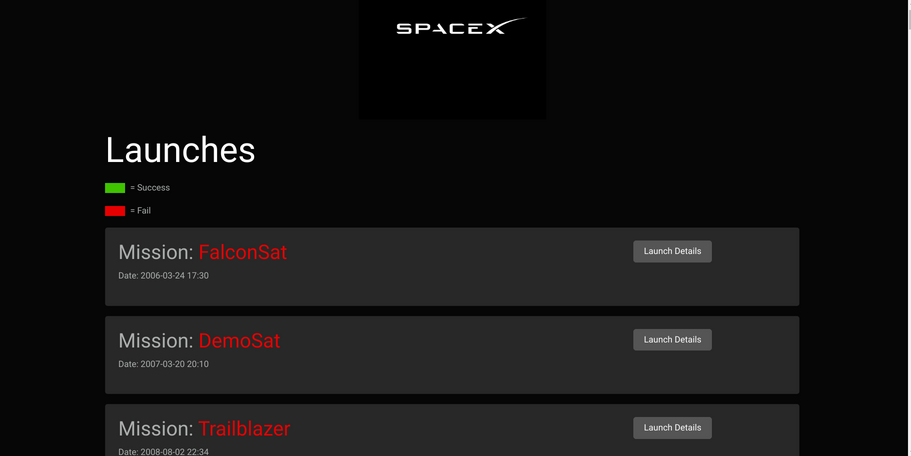 SPACEX
Launches
= Success
= Fail
Mission: FalconSat
Launch Details
Date: 2006-03-24 17:30
Mission: DemoSat
Launch Details
Date: 2007-03-20 20:10
Mission: Trailblazer
Launch Details
Date: 2008-08-02 22:34